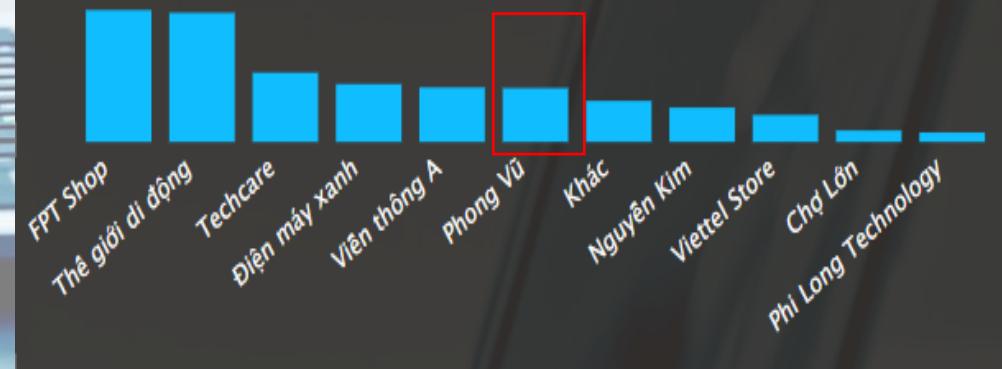 FPT Shop
Thế giới di động
Techcare
Điện máy xanh
Viễn thông A
Phong Vũ
Khác
Nguyễn Kim
Viettel Store
Chợ Lớn
Phi Long Technology